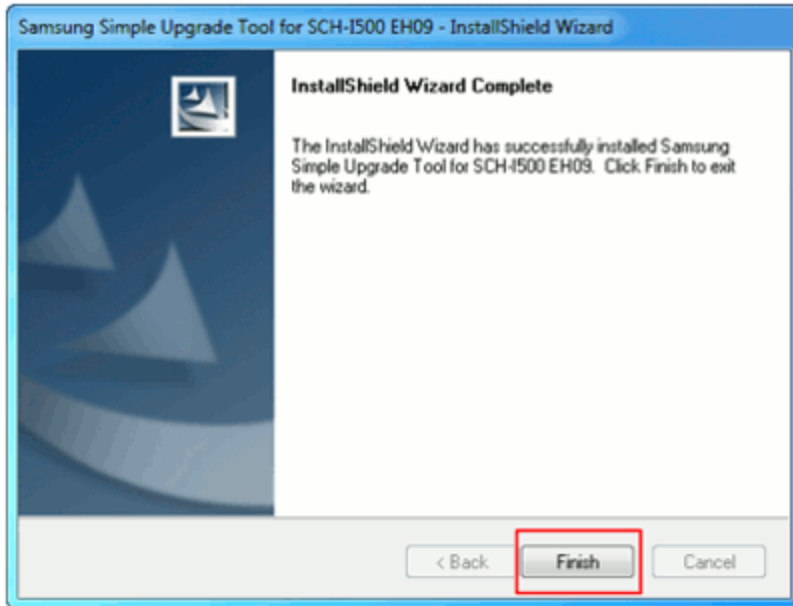 Samsung Simple Upgrade Tool for SCH-I500 EH09 - InstallShield Wizard
InstallShield Wizard Complete
The InstallShield Wizard has successfully installed Samsung
Simple Upgrade Tool for SCH-I500 EH09. Click Finish to exit
the wizard.
< Back Finish Cancel